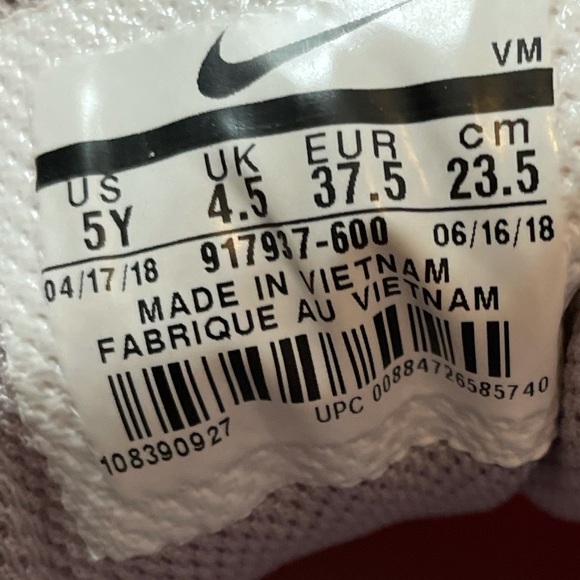 VM
US UK EUR cm
5Y 4.5 37.5 23.5
04/17/18 917937-600 06/16/18
MADE IN VIETNAM
FABRIQUE AU VIETNAM
108390927 UPC 00884726585740